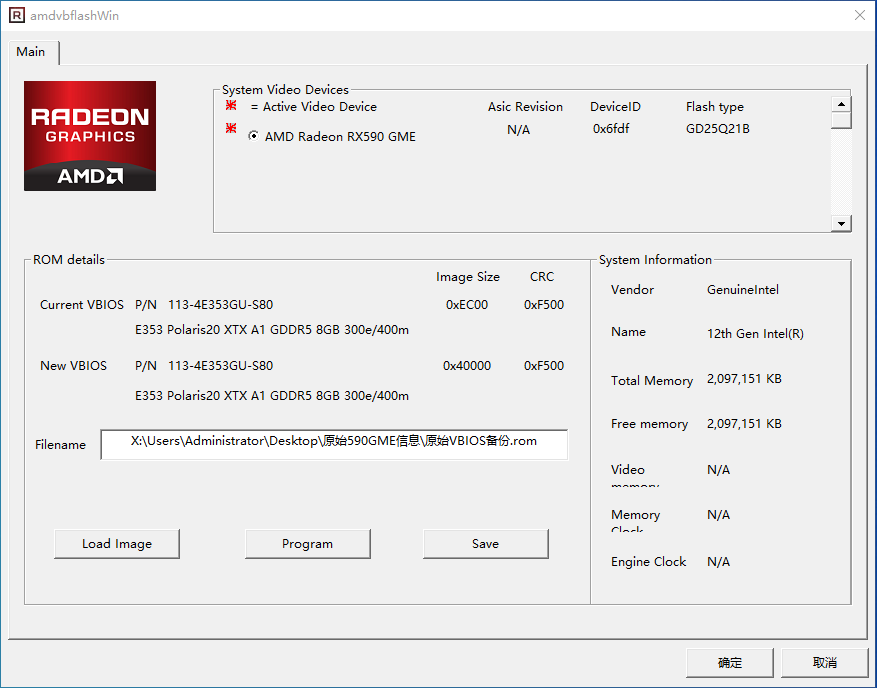 amdvbflashWin
Main
RADEON
GRAPHICS
AMD
System Video Devices
= Active Video Device Asic Revision DeviceID Flash type
AMD Radeon RX590 GME N/A 0x6fdf GD25Q21B
ROM details
Image Size CRC
Current VBIOS P/N 113-4E353GU-S80 0xEC00 0xF500
E353 Polaris20 XTX A1 GDDR5 8GB 300e/400m
New VBIOS P/N 113-4E353GU-S80 0x40000 0xF500
E353 Polaris20 XTX A1 GDDR5 8GB 300e/400m
Filename X:\Users\Administrator\Desktop\原始590GME信息\原始VBIOS备份.rom
Load Image Program Save
System Information
Vendor GenuineIntel
Name 12th Gen Intel(R)
Total Memory 2,097,151 KB
Free memory 2,097,151 KB
Video N/A
memory
Memory N/A
Clock
Engine Clock N/A
确定 取消